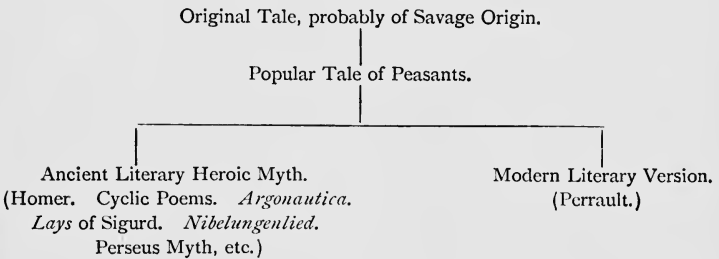 Original Tale, probably of Savage Origin.
Popular Tale of Peasants.
Ancient Literary Heroic Myth.
(Homer. Cyclic Poems. Argonautica.
Lays of Sigurd. Nibelungenlied.
Perseus Myth, etc.)
Modern Literary Version.
(Perrault.)